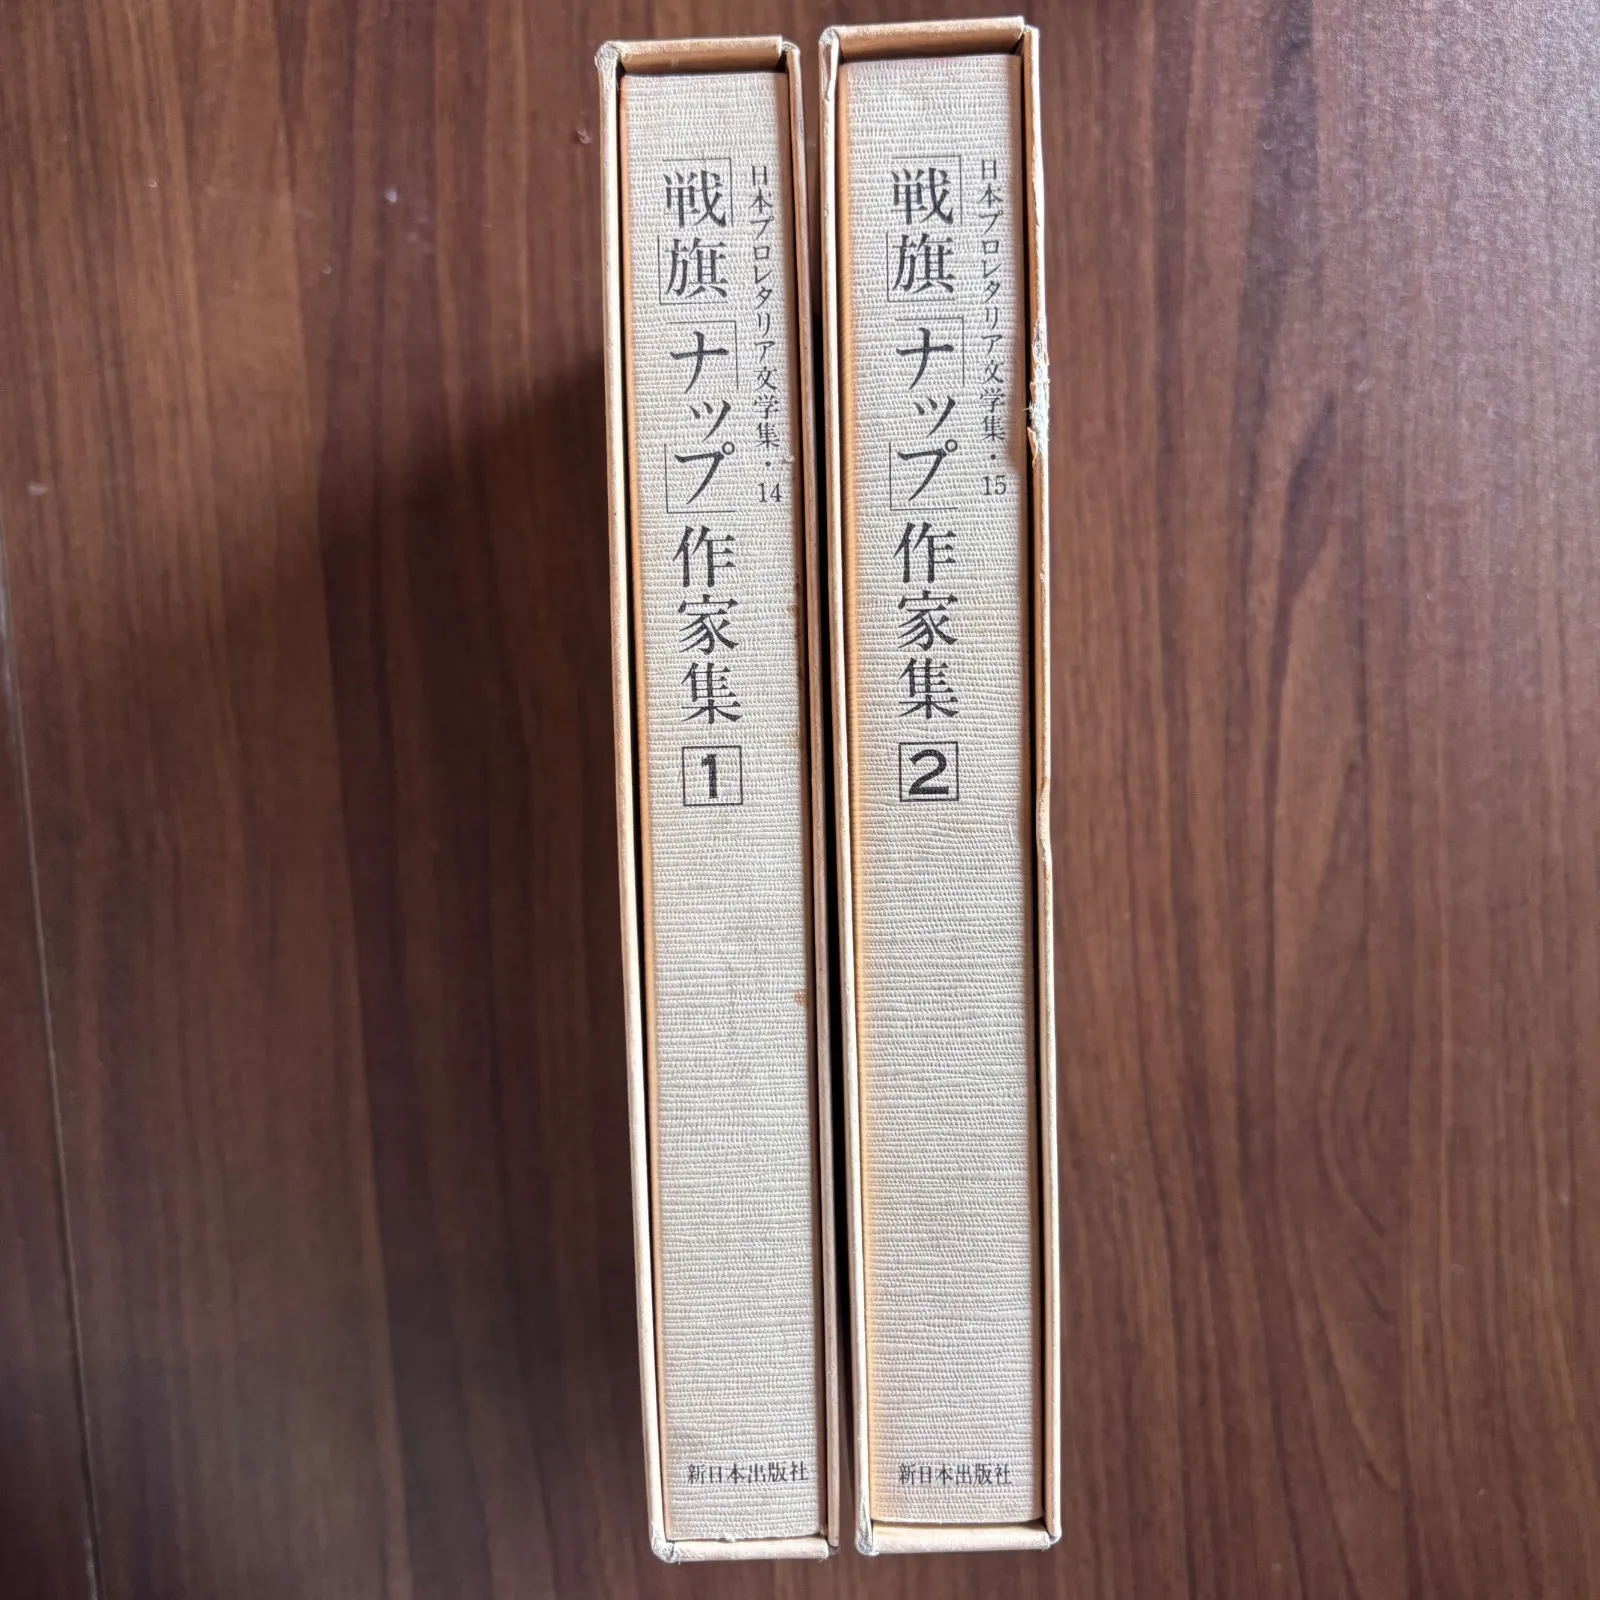 日本プロレタリア文学集・14
「戦旗」「ナップ」作家集 1
新日本出版社
日本プロレタリア文学集・15
「戦旗」「ナップ」作家集 2
新日本出版社